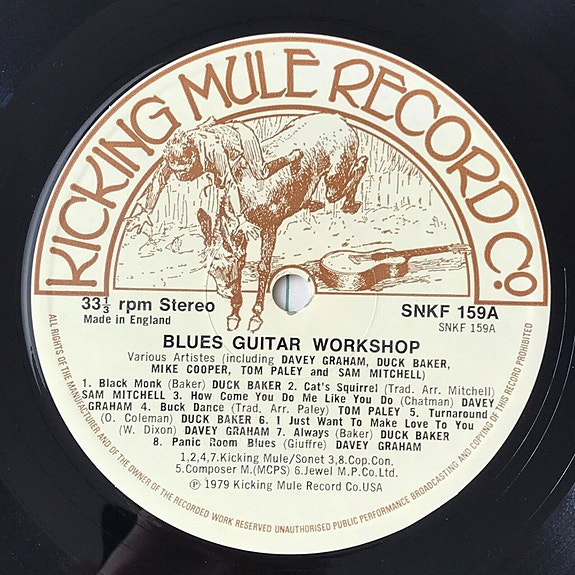 KICKING MULE RECORD CO.
33⅓ rpm Stereo
Made in England
SNKF 159A
SNKF 159A
BLUES GUITAR WORKSHOP
Various Artistes (including DAVEY GRAHAM, DUCK BAKER,
MIKE COOPER, TOM PALEY and SAM MITCHELL)
1. Black Monk (Baker) DUCK BAKER 2. Cat's Squirrel (Trad. Arr. Mitchell)
SAM MITCHELL 3. How Come You Do Me Like You Do (Chatman) DAVEY
GRAHAM 4. Buck Dance (Trad. Arr. Paley) TOM PALEY 5. Turnaround
(O. Coleman) DUCK BAKER 6. I Just Want To Make Love To You
(W. Dixon) DAVEY GRAHAM 7. Always (Baker) DUCK BAKER
8. Panic Room Blues (Giuffre) DAVEY GRAHAM
1,2,4,7.Kicking Mule/Sonet 3,8.Cop.Con.
5.Composer M.(MCPS) 6.Jewel M.P.Co.Ltd.
℗ 1979 Kicking Mule Record Co.USA
ALL RIGHTS OF THE MANUFACTURER AND OF THE OWNER OF THE RECORDED WORK RESERVED UNAUTHORISED PUBLIC PERFORMANCE BROADCASTING AND COPYING OF THIS RECORD PROHIBITED